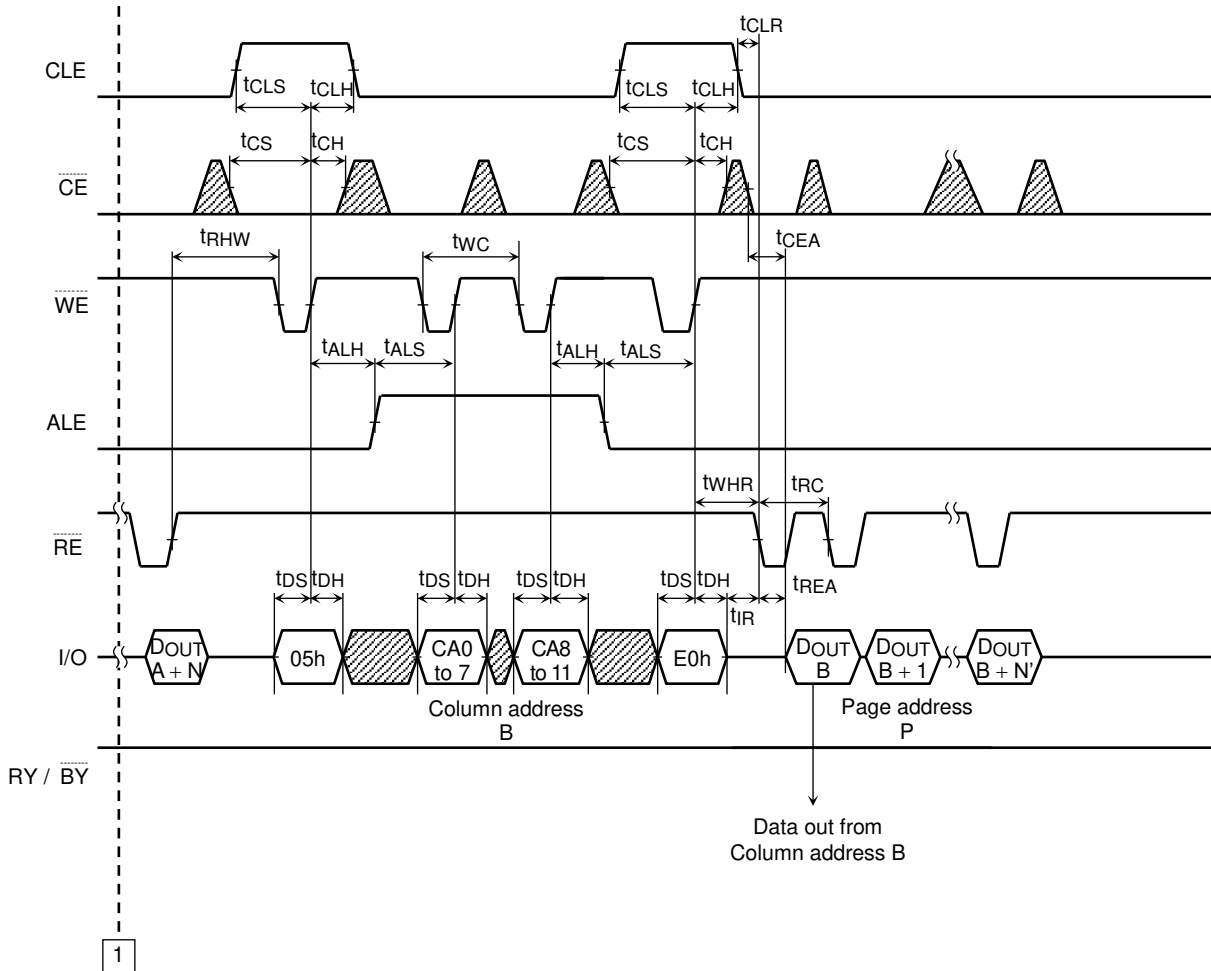 tCLR
CLE
tCLS tCLH tCLS tCLH
tCS tCH tCS tCH
CE
tCEA
tRHW tWC
WE
tALH tALS tALH tALS
ALE
tWHR tRC
RE
tDS tDH tDS tDH tDS tDH tDS tDH tREA
tIR
I/O
DOUT
A + N
05h
CA0
to 7
CA8
to 11
E0h
DOUT
B
DOUT
B + 1
DOUT
B + N'
Column address
B
Page address
P
RY / BY
Data out from
Column address B
1